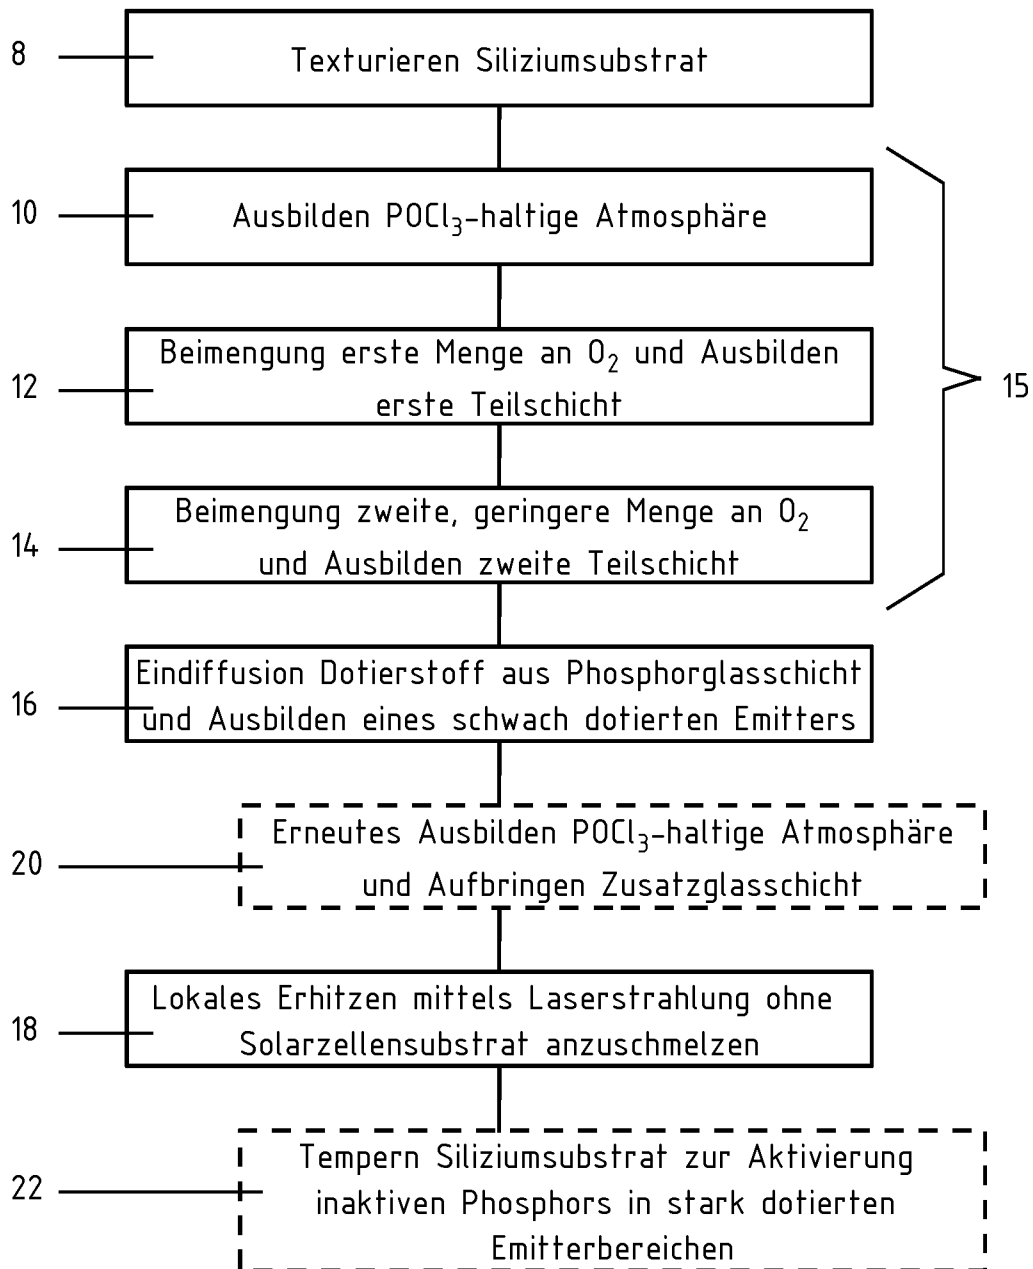 8
Texturieren Siliziumsubstrat
10
Ausbilden POCl₃-haltige Atmosphäre
12
Beimengung erste Menge an O₂ und Ausbilden
erste Teilschicht
15
14
Beimengung zweite, geringere Menge an O₂
und Ausbilden zweite Teilschicht
16
Eindiffusion Dotierstoff aus Phosphorglasschicht
und Ausbilden eines schwach dotierten Emitters
20
Erneutes Ausbilden POCl₃-haltige Atmosphäre
und Aufbringen Zusatzglasschicht
18
Lokales Erhitzen mittels Laserstrahlung ohne
Solarzellensubstrat anzuschmelzen
22
Tempern Siliziumsubstrat zur Aktivierung
inaktiven Phosphors in stark dotierten
Emitterbereichen